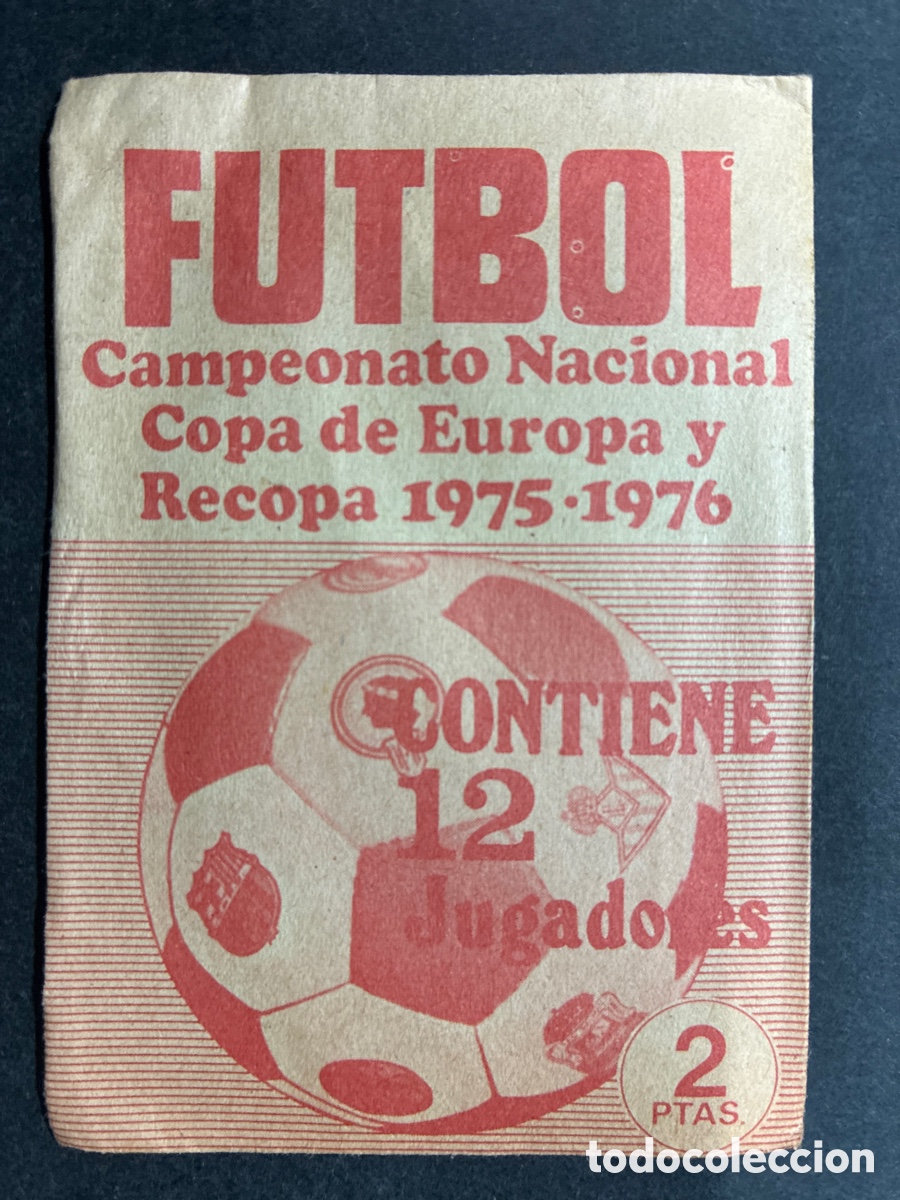 FUTBOL
Campeonato Nacional
Copa de Europa y
Recopa 1975-1976
CONTIENE
12
Jugadores
2
PTAS.
todocoleccion